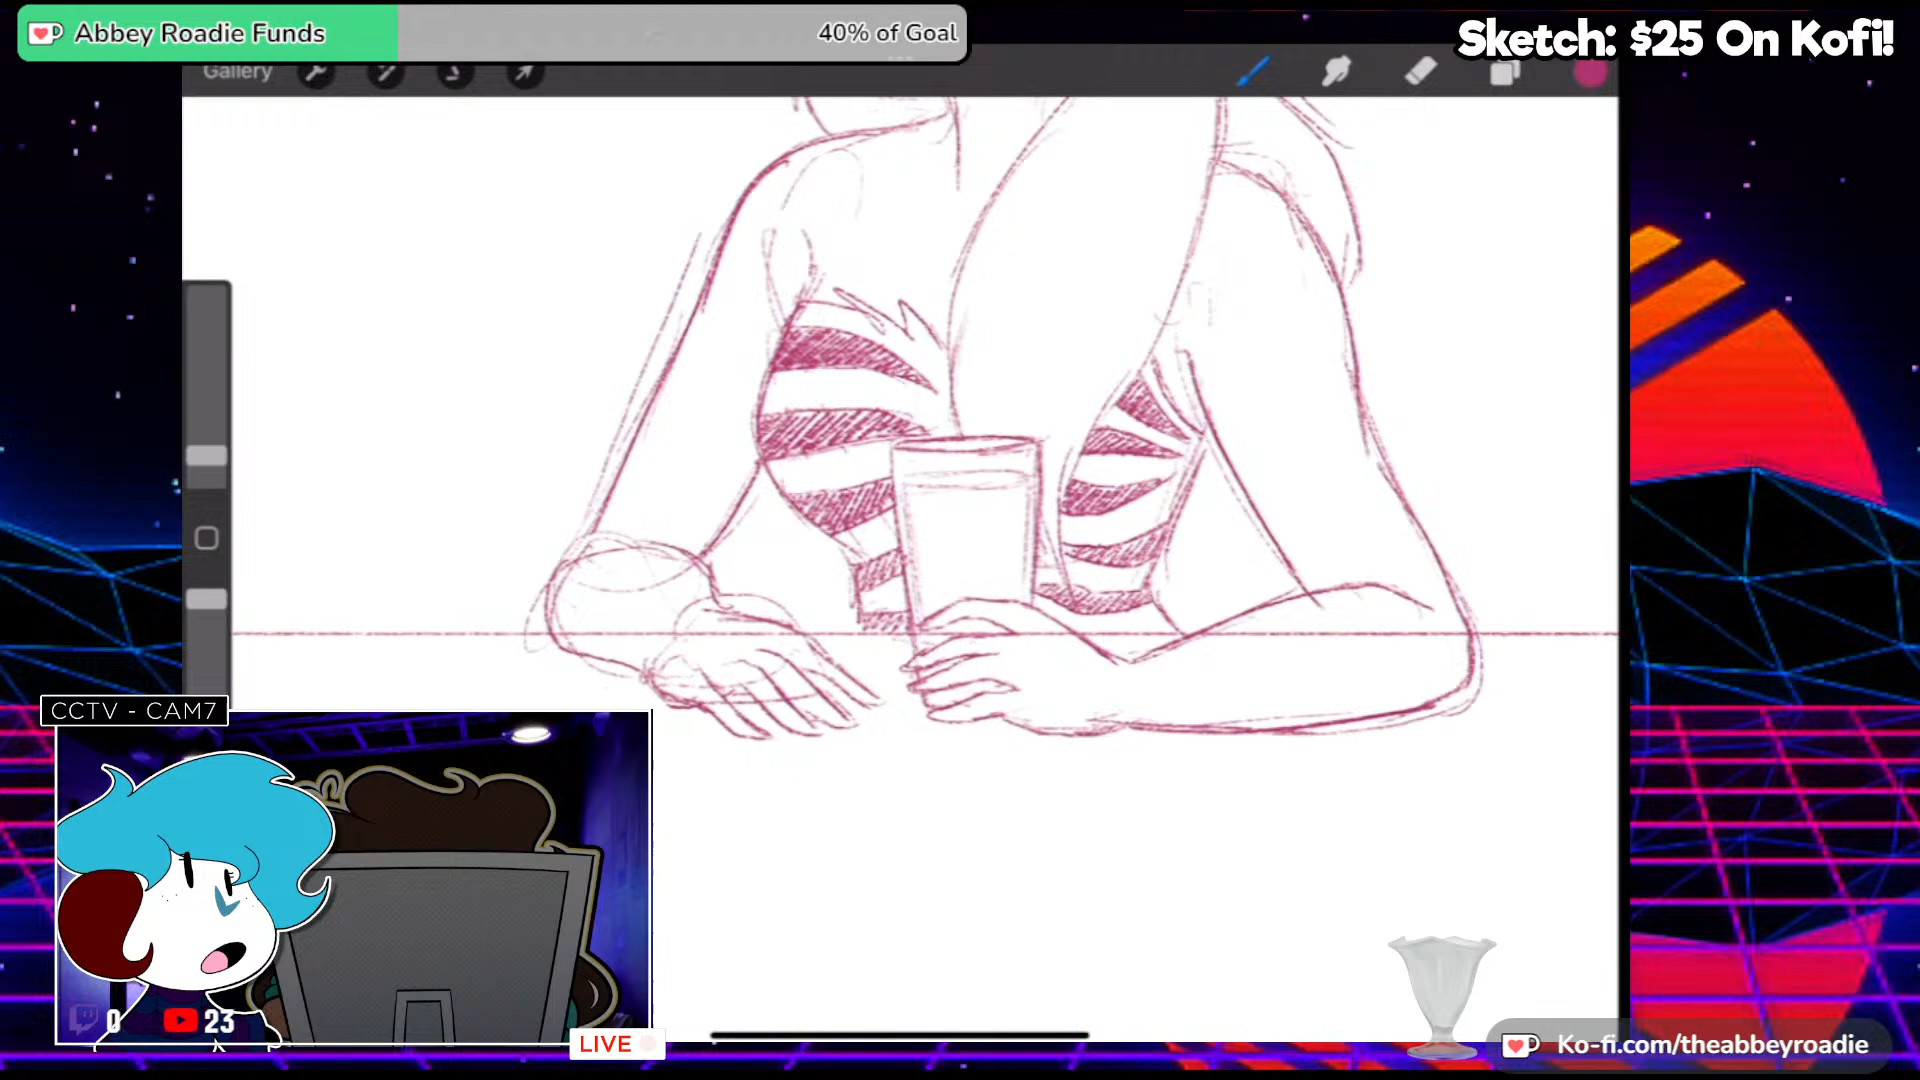 Abbey Roadie Funds
40% of Goal
Sketch: $25 On Kofi!
Gallery
CCTV - CAM7
0
23
LIVE
Ko-fi.com/theabbeyroadie